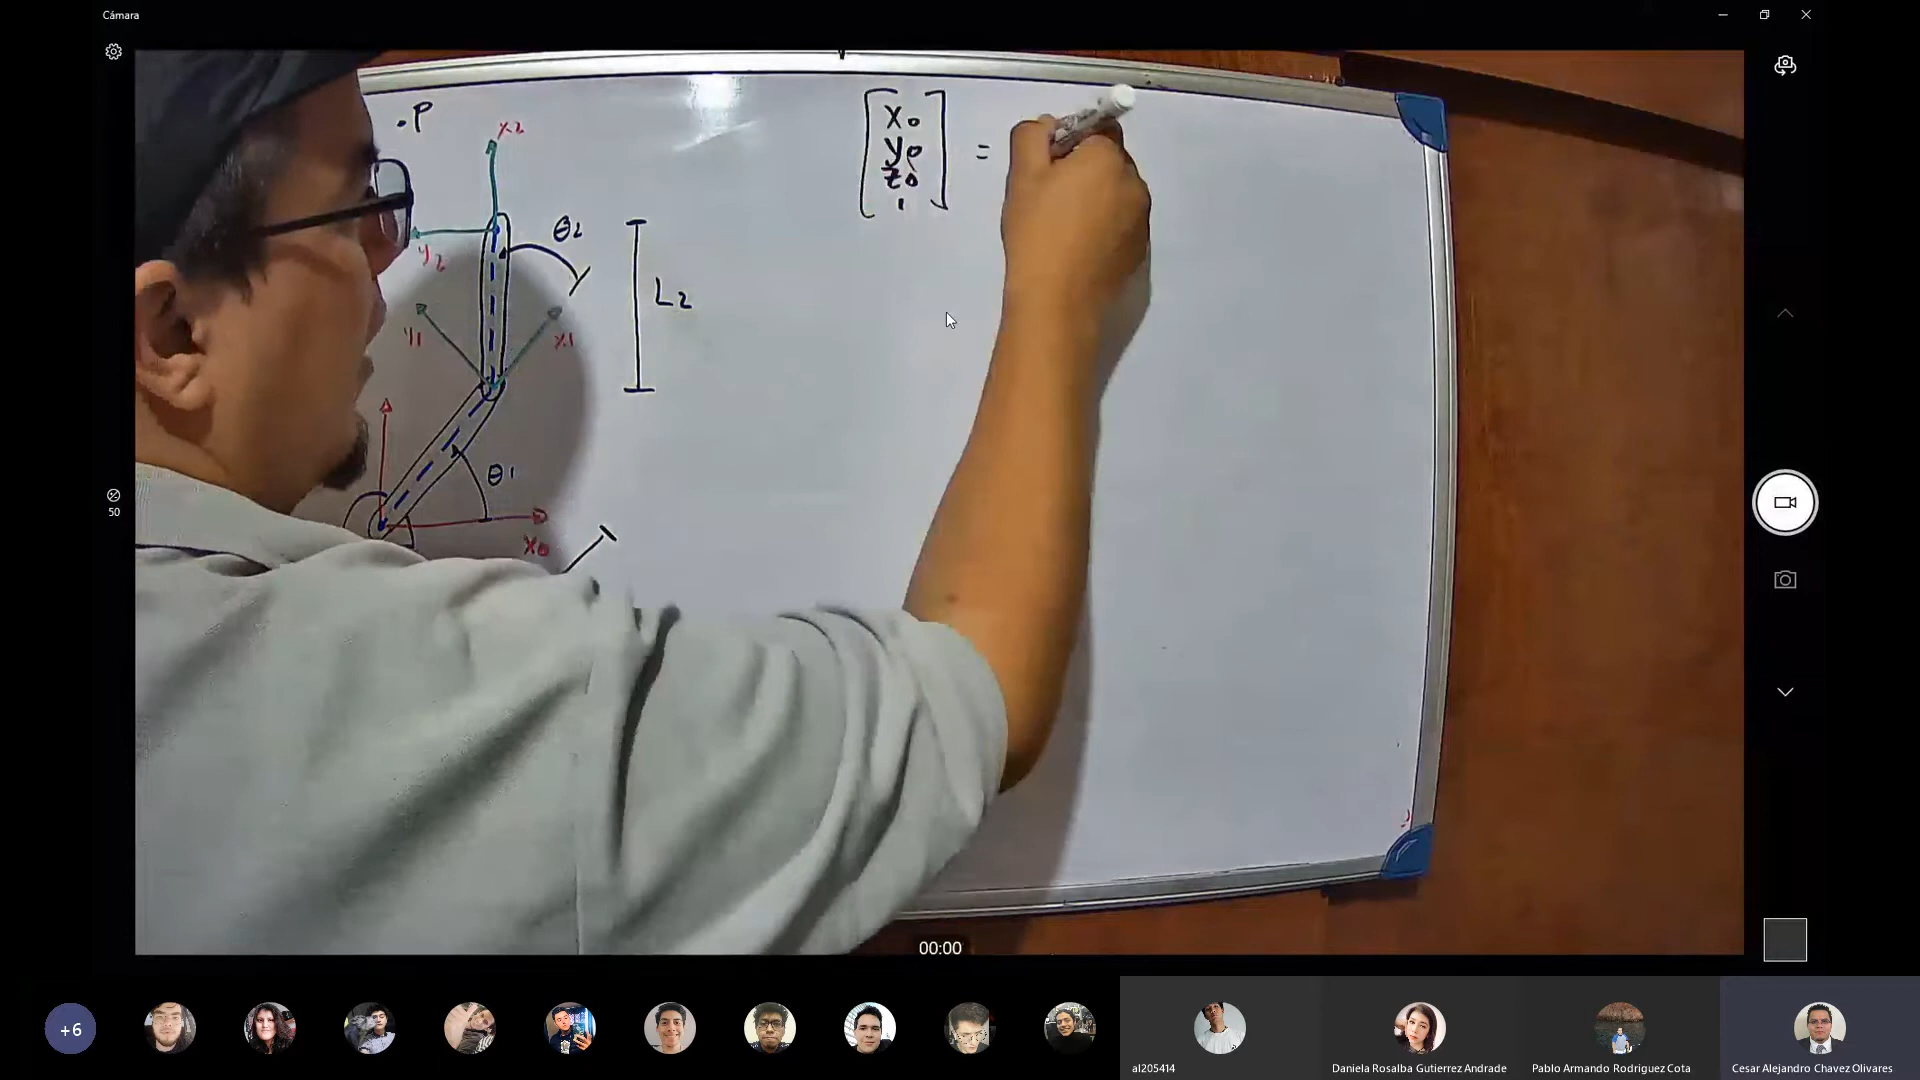 Cámara
.P
x2
y2
θ2
L2
y1
x1
θ1
x0
x0
y0
z0
1
=
50
00:00
+6
al205414
Daniela Rosalba Gutierrez Andrade
Pablo Armando Rodriguez Cota
Cesar Alejandro Chavez Olivares